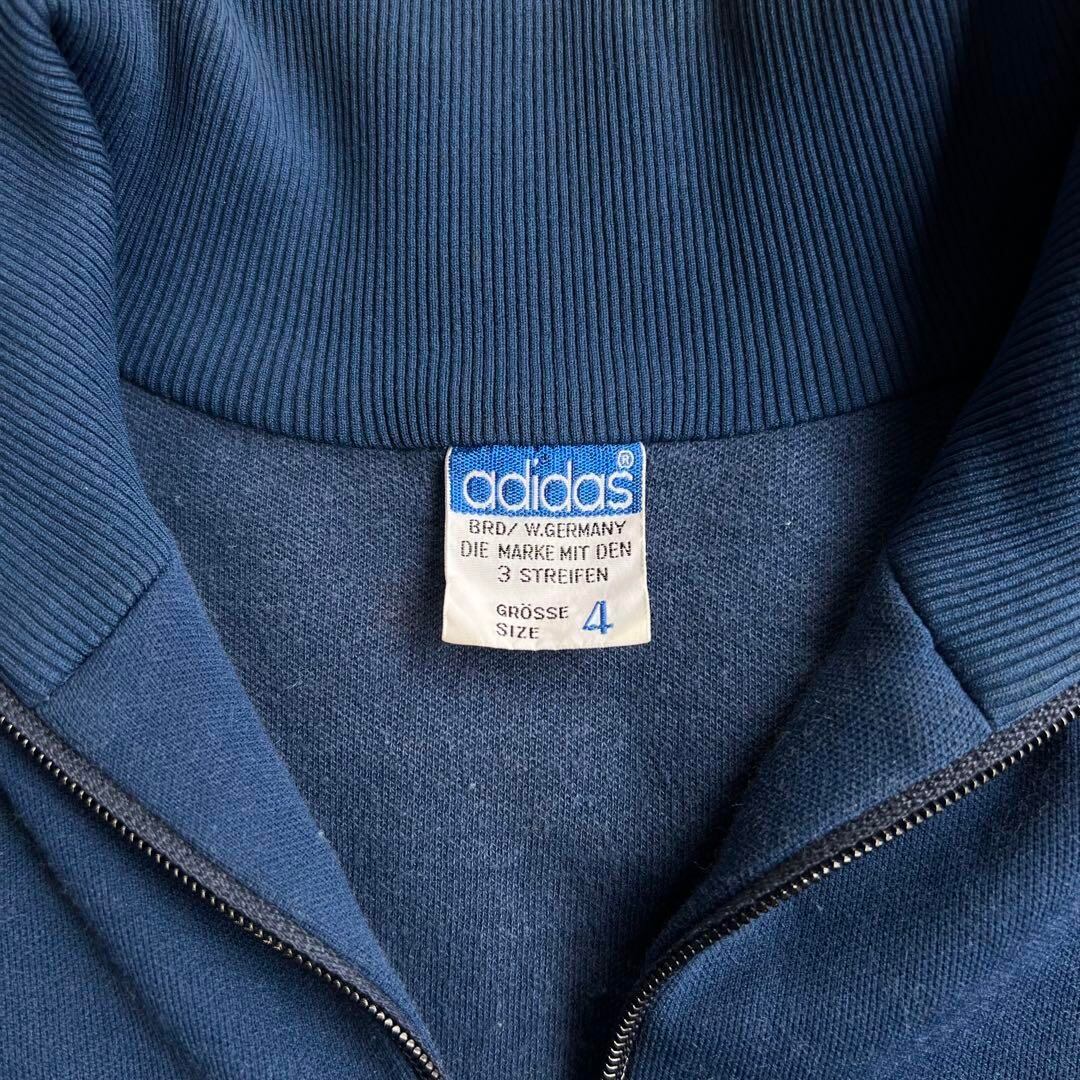 adidas®
BRD/ W.GERMANY
DIE MARKE MIT DEN
3 STREIFEN
GRÖSSE
SIZE 4